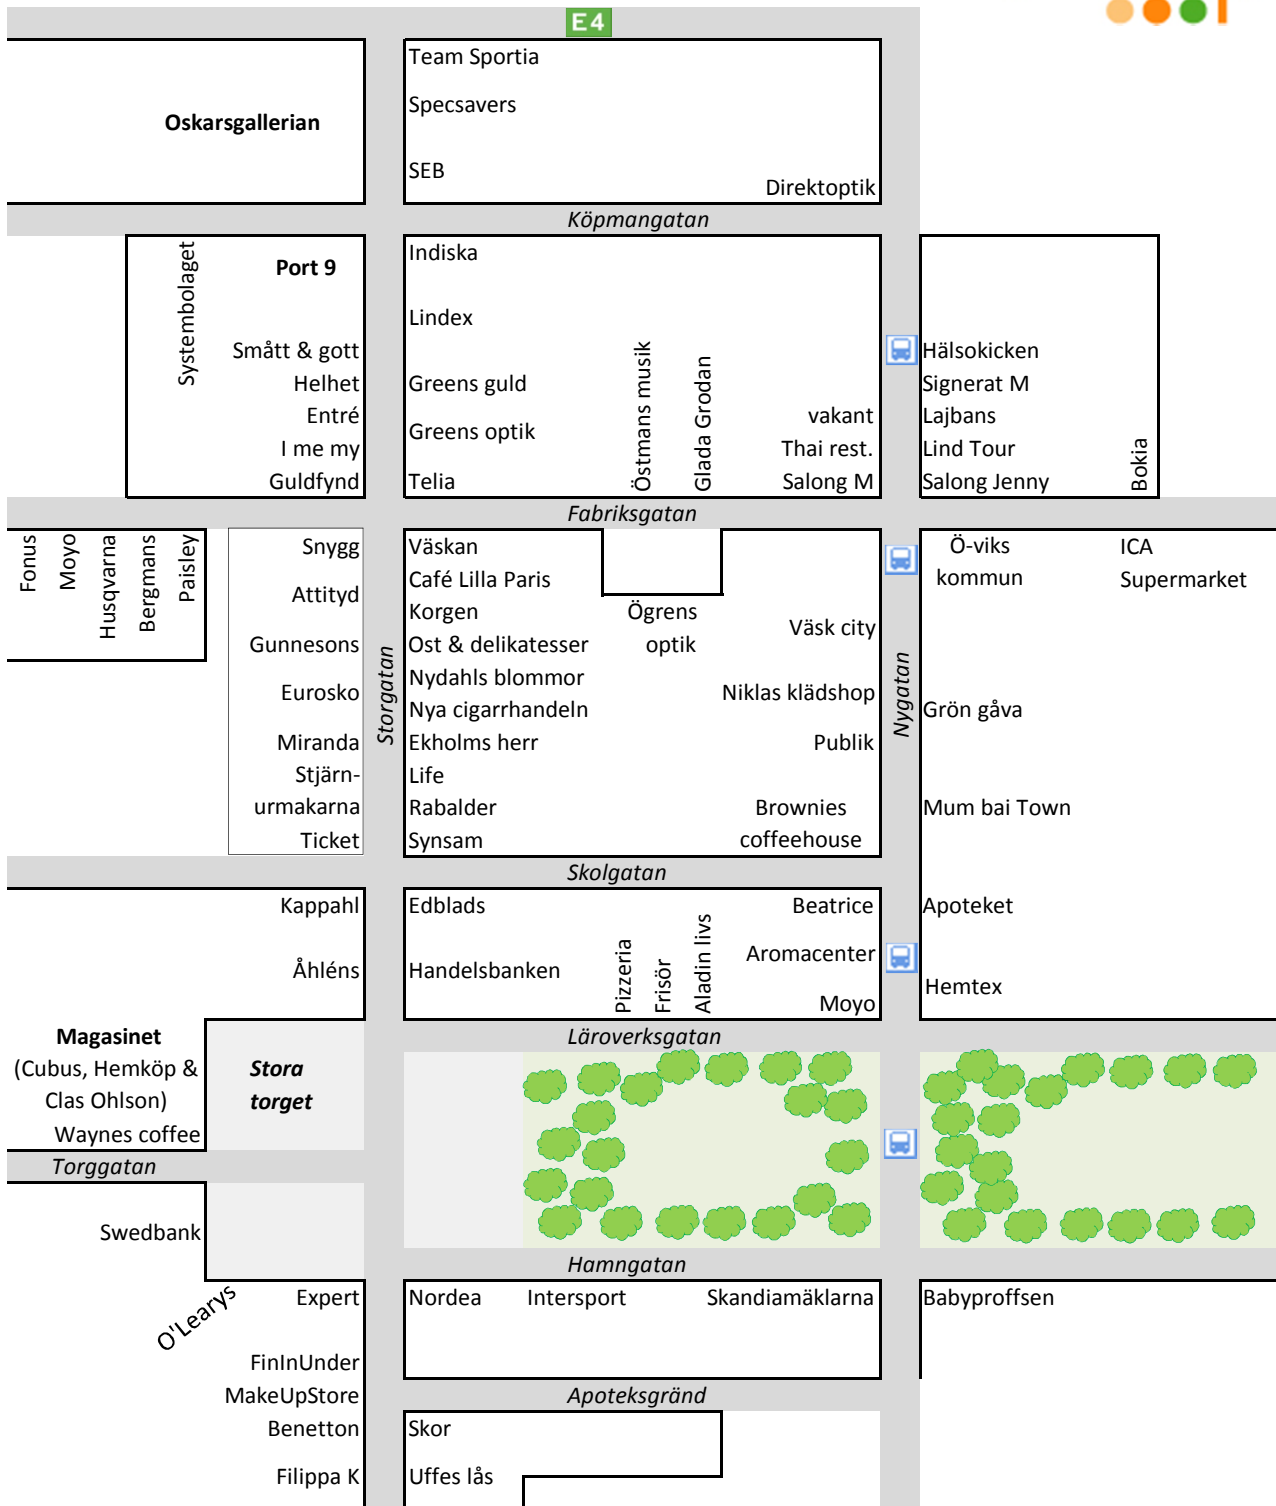 E4
Team Sportia
Specsavers
Oskarsgallerian
SEB
Direktoptik
Köpmangatan
Systembolaget
Port 9
Smått & gott
Helhet
Entré
I me my
Guldfynd
Indiska
Lindex
Greens guld
Greens optik
Telia
Östmans musik
Glada Grodan
vakant
Thai rest.
Salong M
Hälsokicken
Signerat M
Lajbans
Lind Tour
Salong Jenny
Bokia
Fabriksgatan
Fonus
Moyo
Husqvarna
Bergmans
Paisley
Snygg
Attityd
Gunnesons
Eurosko
Miranda
Stjärn-
urmakarna
Ticket
Storgatan
Väskan
Café Lilla Paris
Korgen
Ost & delikatesser
Nydahls blommor
Nya cigarrhandeln
Ekholms herr
Life
Rabalder
Synsam
Ögrens
optik
Väsk city
Niklas klädshop
Publik
Brownies
coffeehouse
Nygatan
Ö-viks
kommun
ICA
Supermarket
Grön gåva
Mum bai Town
Apoteket
Hemtex
Skolgatan
Kappahl
Åhléns
Edblads
Handelsbanken
Pizzeria
Frisör
Aladin livs
Beatrice
Aromacenter
Moyo
Läroverksgatan
Magasinet
(Cubus, Hemköp &
Clas Ohlson)
Waynes coffee
Stora
torget
Torggatan
Swedbank
Hamngatan
O'Learys
Expert
FinInUnder
MakeUpStore
Benetton
Filippa K
Nordea
Intersport
Skandiamäklarna
Babyproffsen
Apoteksgränd
Skor
Uffes lås